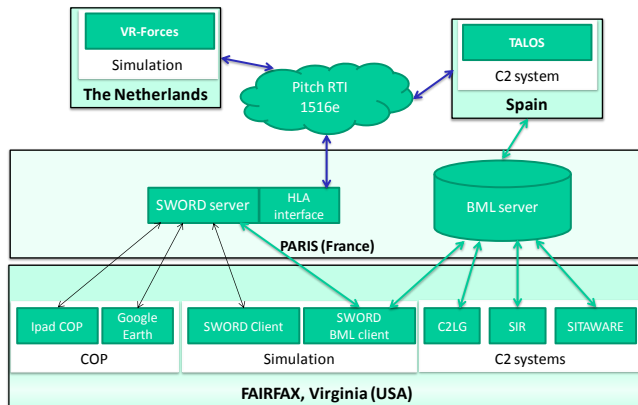 VR-Forces
Simulation
The Netherlands
Pitch RTI
1516e
TALOS
C2 system
Spain
SWORD server
HLA
interface
BML server
PARIS (France)
Ipad COP
Google
Earth
COP
SWORD Client
SWORD
BML client
Simulation
C2LG
SIR
SITAWARE
C2 systems
FAIRFAX, Virginia (USA)